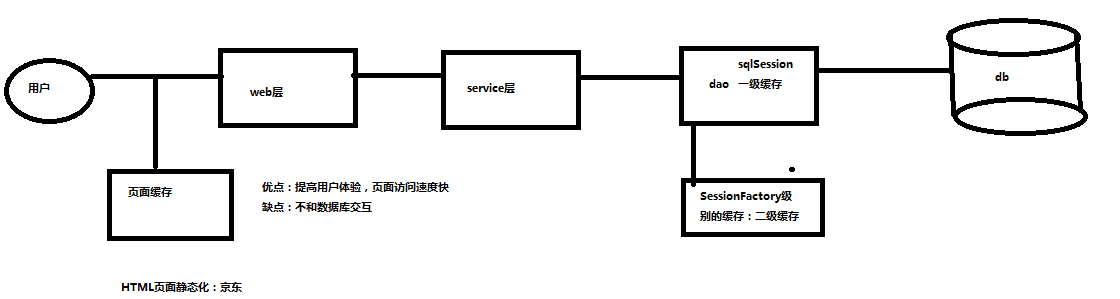 用户
web层
service层
sqlSession
dao 一级缓存
db
页面缓存
优点：提高用户体验，页面访问速度快
缺点：不和数据库交互
SessionFactory级
别的缓存：二级缓存
HTML页面静态化：京东